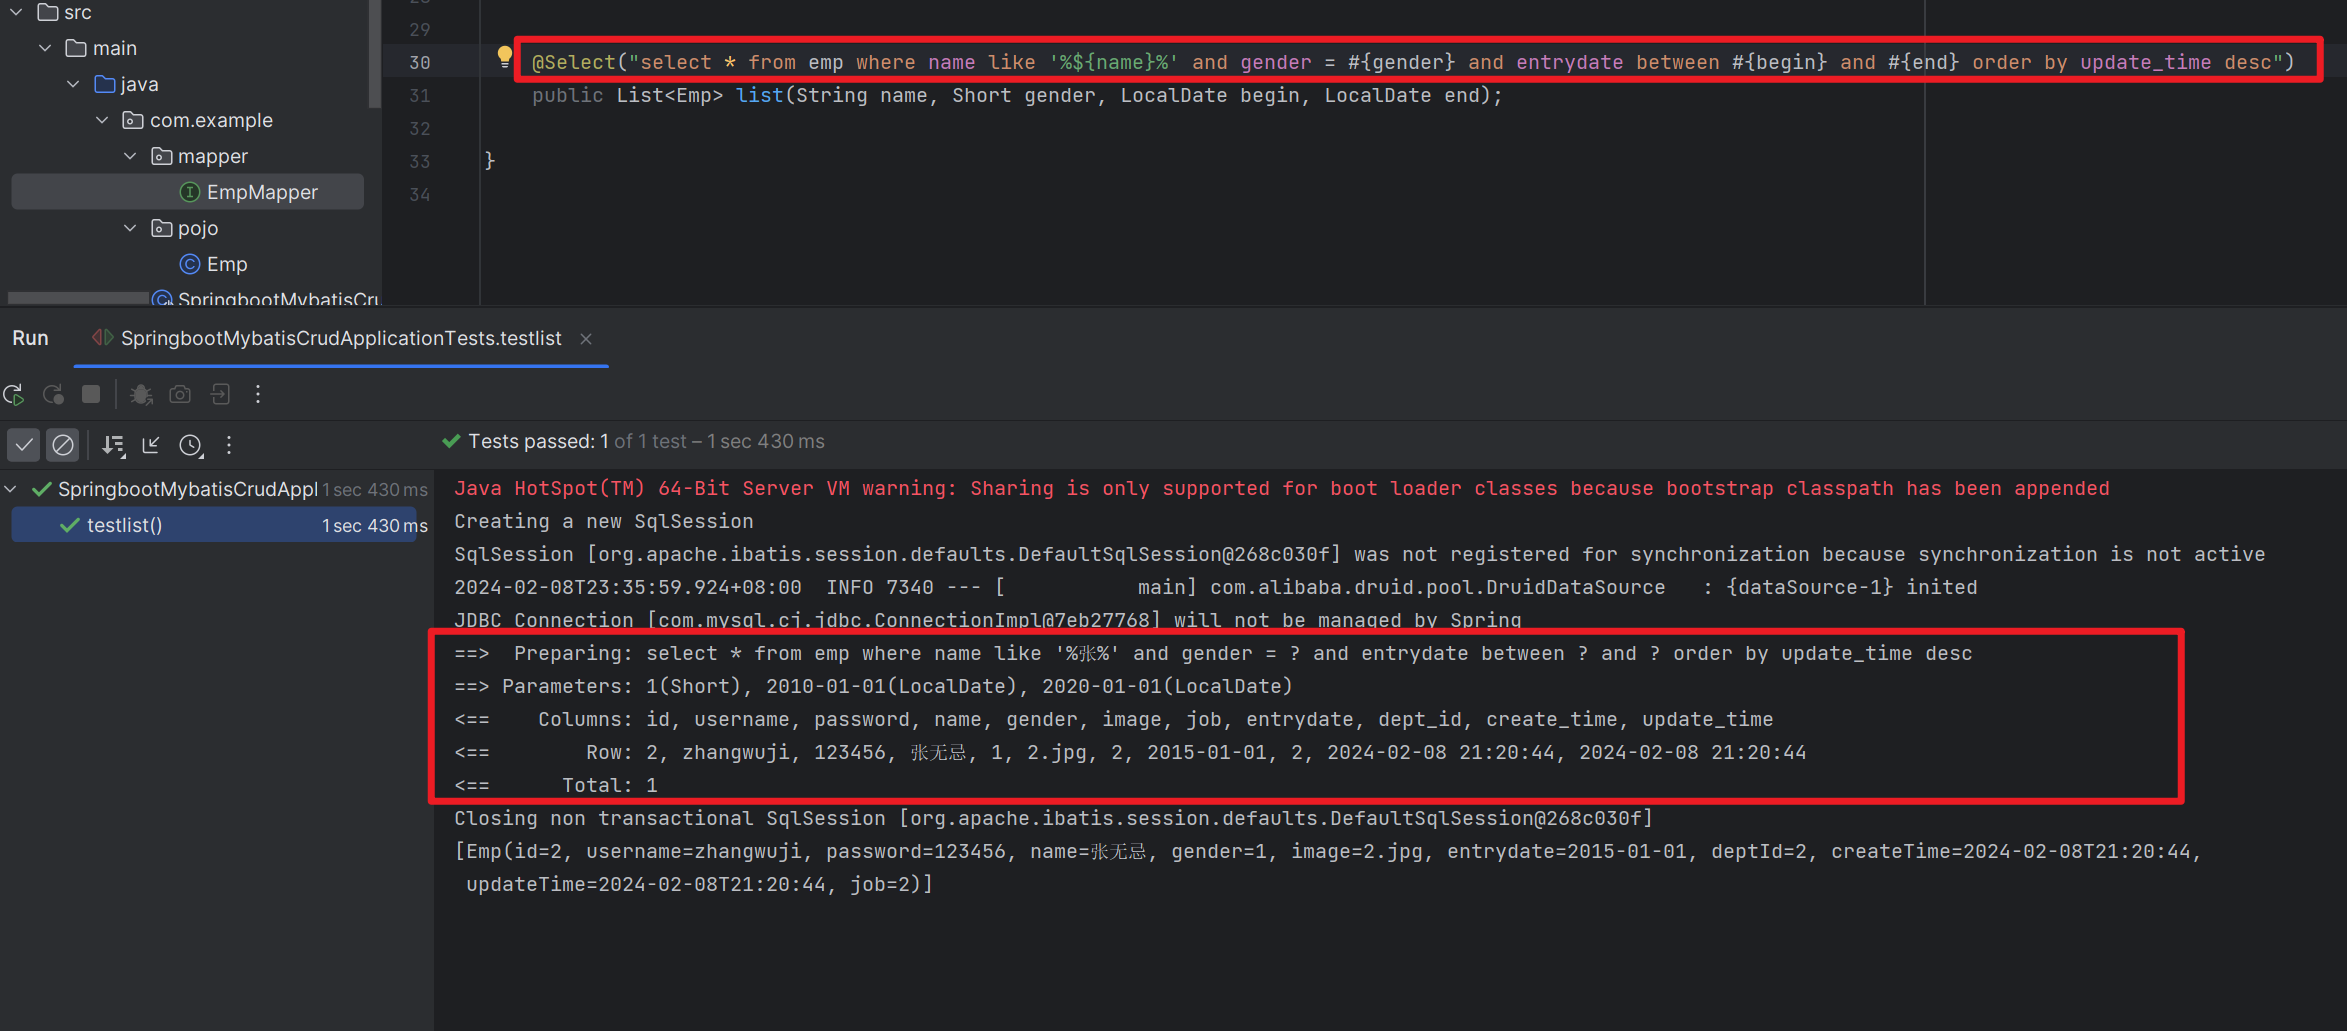 src
main
java
com.example
mapper
EmpMapper
pojo
Emp
SpringbootMybatisCru
29
30 @Select("select * from emp where name like '%${name}%' and gender = #{gender} and entrydate between #{begin} and #{end} order by update_time desc")
31 public List<Emp> list(String name, Short gender, LocalDate begin, LocalDate end);
32
33 }
34
Run SpringbootMybatisCrudApplicationTests.testlist
Tests passed: 1 of 1 test – 1 sec 430 ms
SpringbootMybatisCrudAppl 1 sec 430 ms
testlist() 1 sec 430 ms
Java HotSpot(TM) 64-Bit Server VM warning: Sharing is only supported for boot loader classes because bootstrap classpath has been appended
Creating a new SqlSession
SqlSession [org.apache.ibatis.session.defaults.DefaultSqlSession@268c030f] was not registered for synchronization because synchronization is not active
2024-02-08T23:35:59.924+08:00  INFO 7340 --- [           main] com.alibaba.druid.pool.DruidDataSource   : {dataSource-1} inited
JDBC Connection [com.mysql.cj.jdbc.ConnectionImpl@7eb27768] will not be managed by Spring
==>  Preparing: select * from emp where name like '%张%' and gender = ? and entrydate between ? and ? order by update_time desc
==> Parameters: 1(Short), 2010-01-01(LocalDate), 2020-01-01(LocalDate)
<==    Columns: id, username, password, name, gender, image, job, entrydate, dept_id, create_time, update_time
<==        Row: 2, zhangwuji, 123456, 张无忌, 1, 2.jpg, 2, 2015-01-01, 2, 2024-02-08 21:20:44, 2024-02-08 21:20:44
<==      Total: 1
Closing non transactional SqlSession [org.apache.ibatis.session.defaults.DefaultSqlSession@268c030f]
[Emp(id=2, username=zhangwuji, password=123456, name=张无忌, gender=1, image=2.jpg, entrydate=2015-01-01, deptId=2, createTime=2024-02-08T21:20:44,
updateTime=2024-02-08T21:20:44, job=2)]